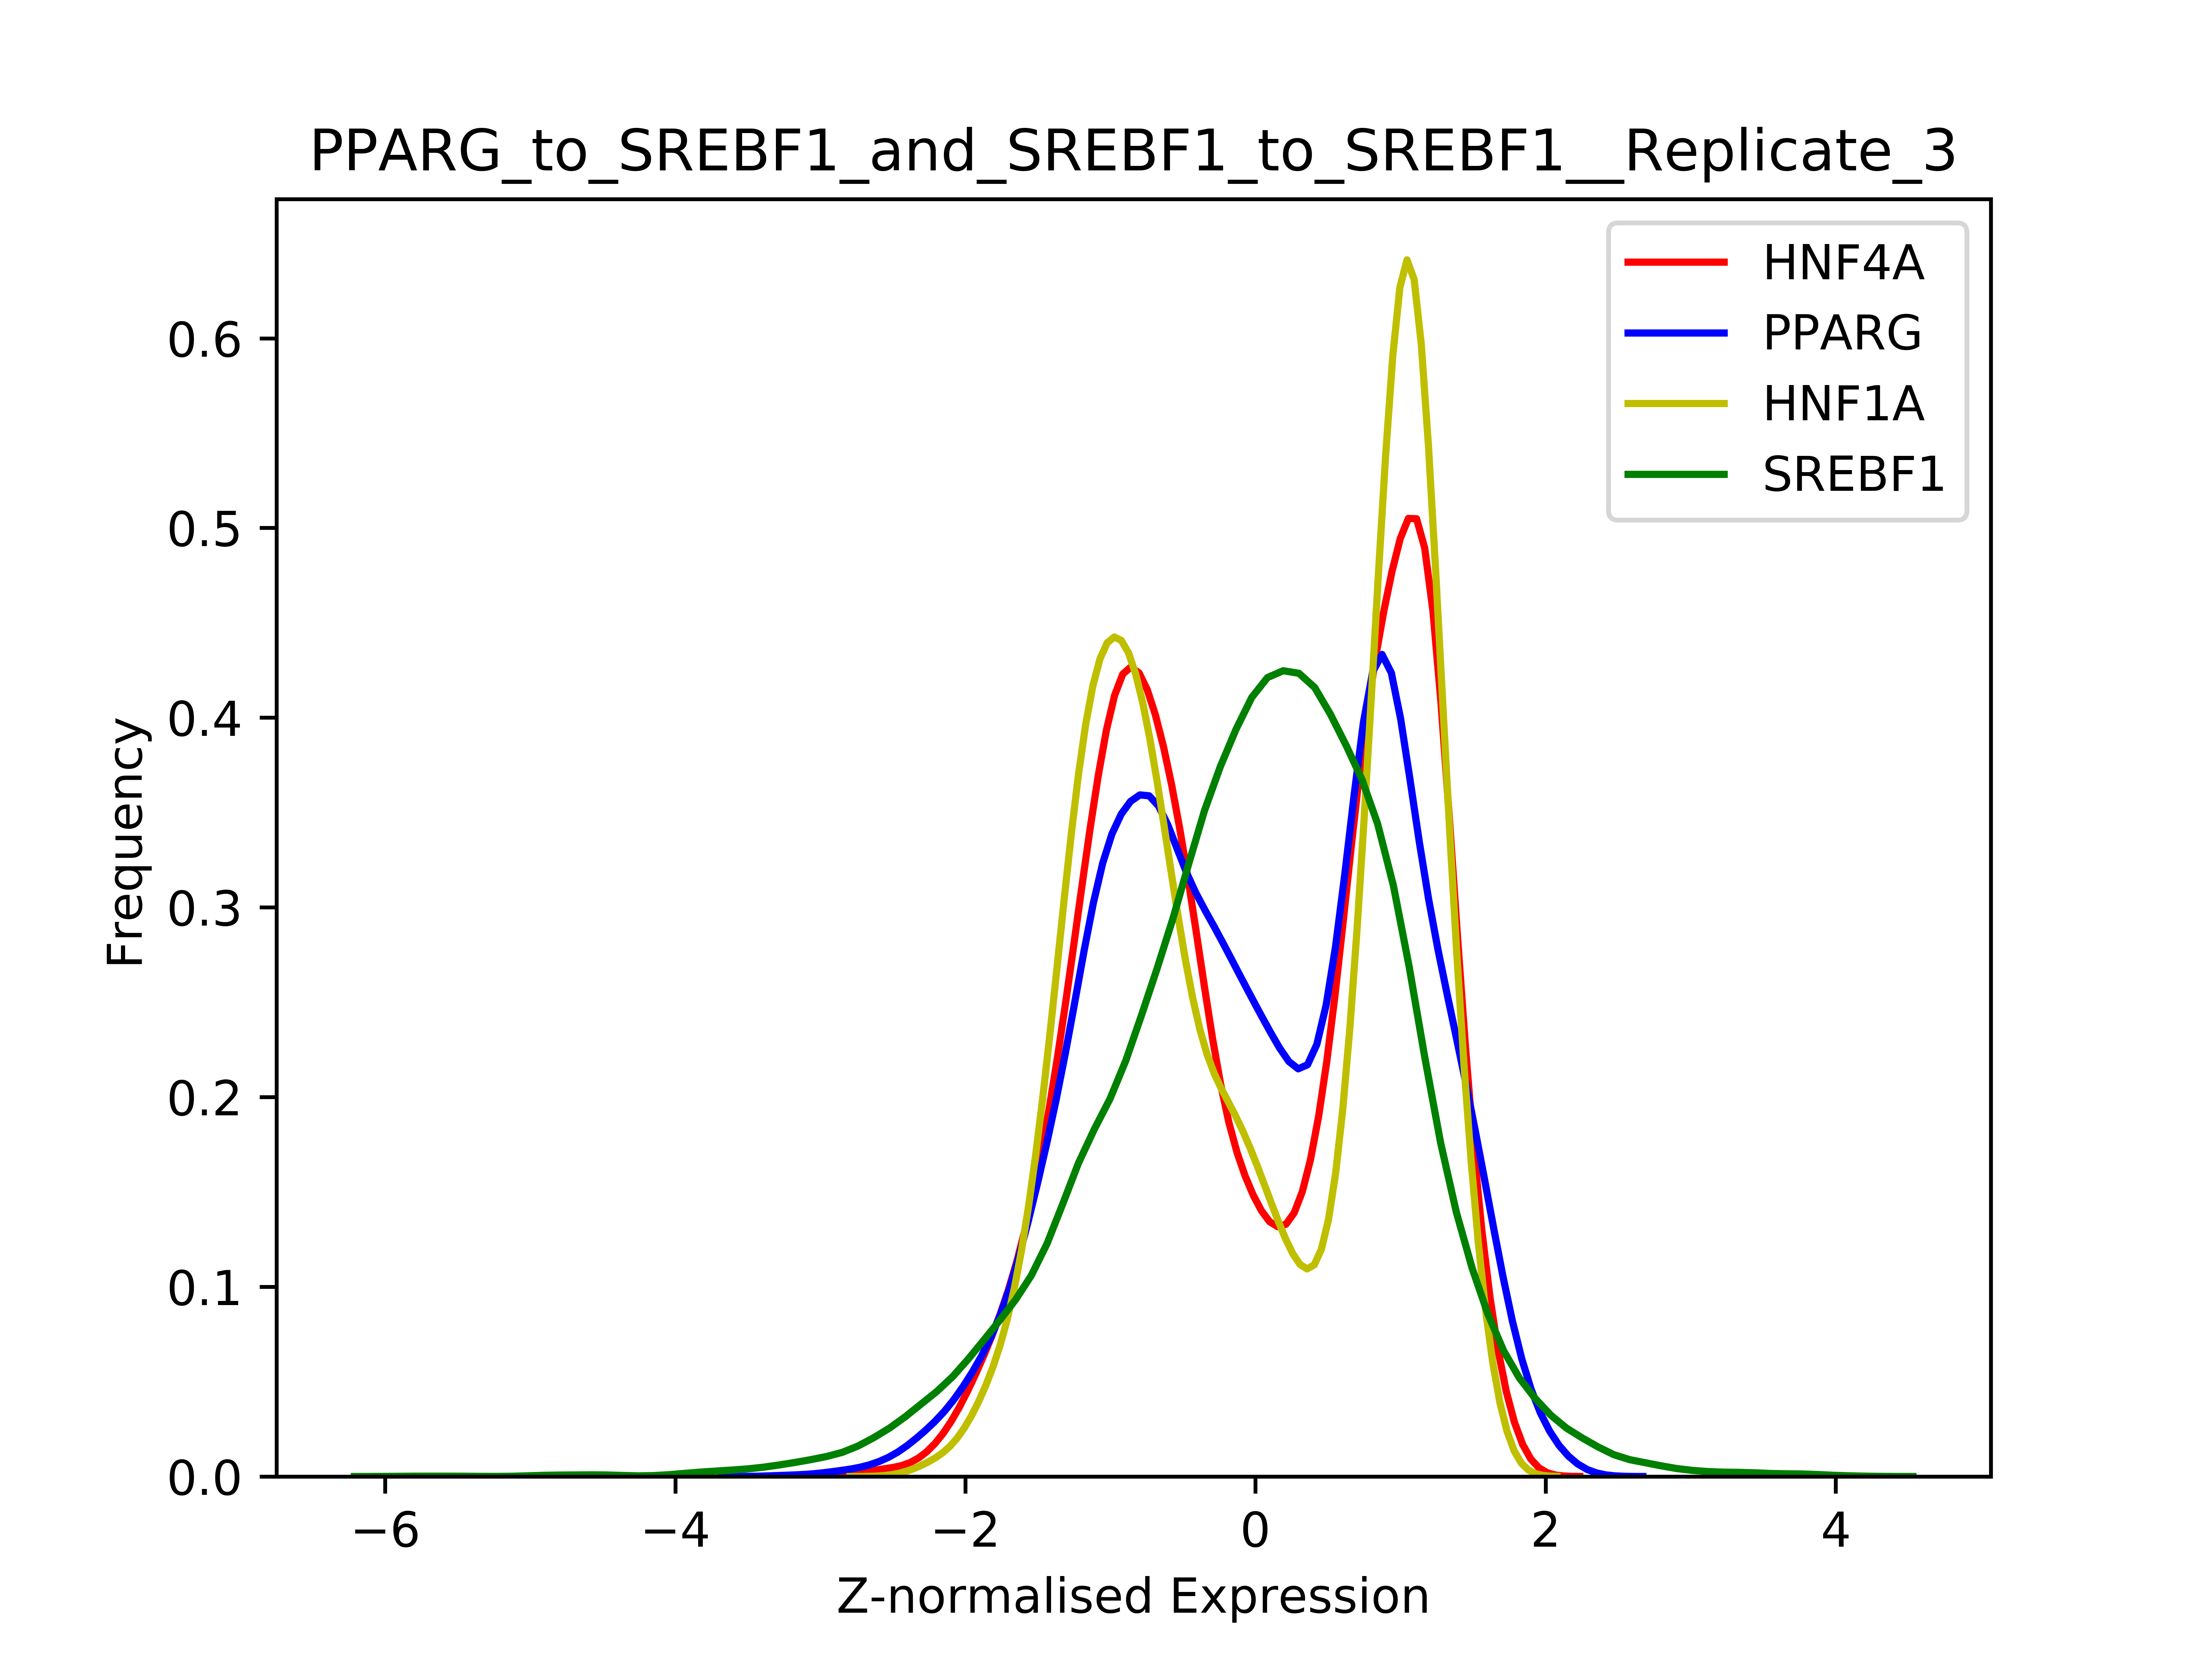 PPARG_to_SREBF1_and_SREBF1_to_SREBF1__Replicate_3
HNF4A
PPARG
HNF1A
SREBF1
Frequency
0.6
0.5
0.4
0.3
0.2
0.1
0.0
−6 −4 −2 0 2 4
Z-normalised Expression